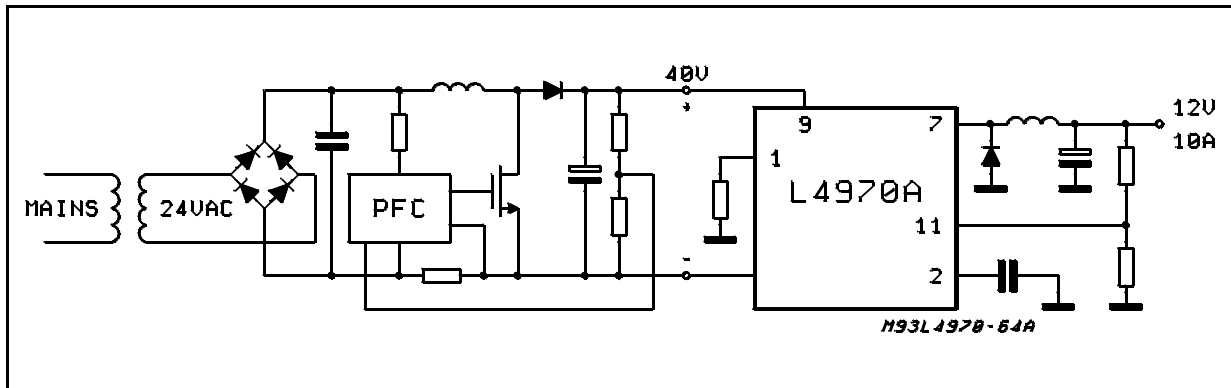 40V
+
12V
10A
9
7
1
L4970A
MAINS
24VAC
PFC
11
-
2
M93L4970-64A